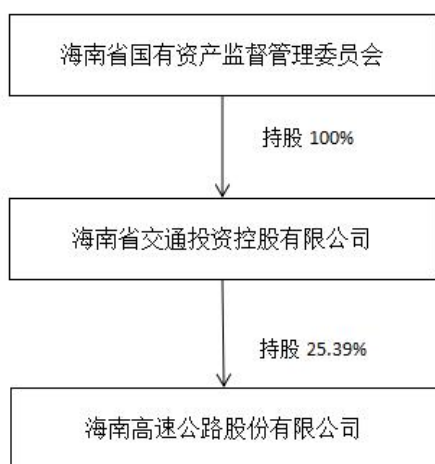 海南省国有资产监督管理委员会
持股 100%
海南省交通投资控股有限公司
持股 25.39%
海南高速公路股份有限公司